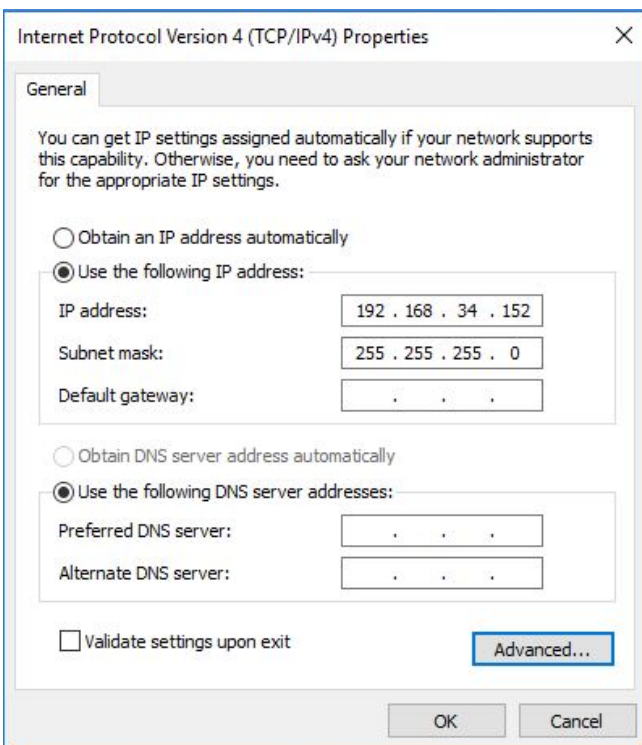 Internet Protocol Version 4 (TCP/IPv4) Properties
General
You can get IP settings assigned automatically if your network supports
this capability. Otherwise, you need to ask your network administrator
for the appropriate IP settings.
Obtain an IP address automatically
Use the following IP address:
IP address: 192 . 168 . 34 . 152
Subnet mask: 255 . 255 . 255 . 0
Default gateway: . . .
Obtain DNS server address automatically
Use the following DNS server addresses:
Preferred DNS server: . . .
Alternate DNS server: . . .
Validate settings upon exit
Advanced...
OK Cancel